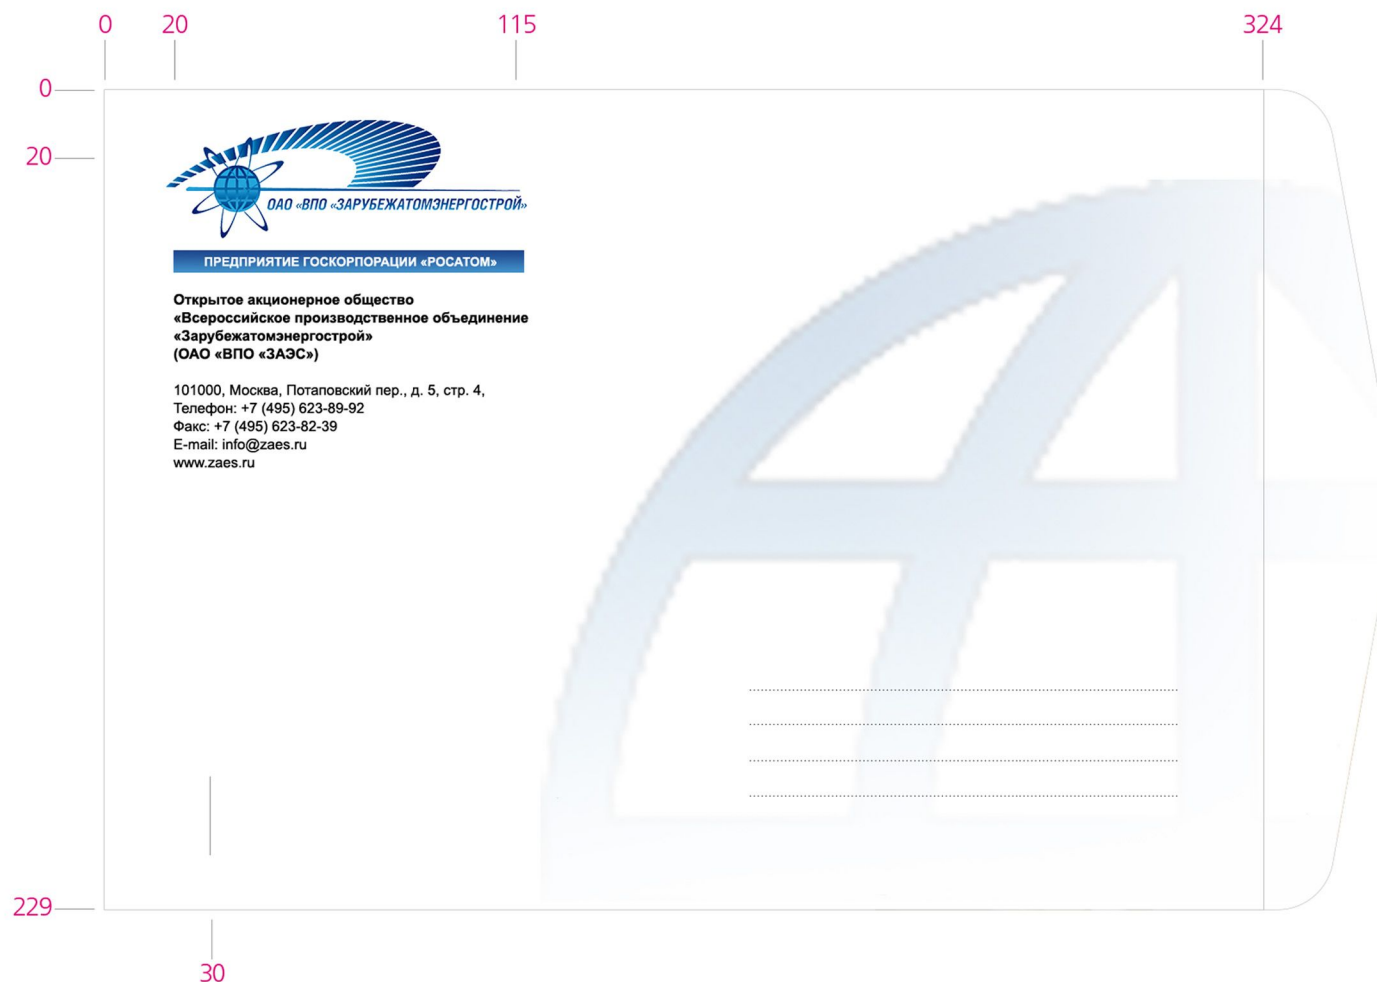 0 20 115 324
0
20
ОАО «ВПО «ЗАРУБЕЖАТОМЭНЕРГОСТРОЙ»
ПРЕДПРИЯТИЕ ГОСКОРПОРАЦИИ «РОСАТОМ»
Открытое акционерное общество
«Всероссийское производственное объединение
«Зарубежатомэнергострой»
(ОАО «ВПО «ЗАЭС»)
101000, Москва, Потаповский пер., д. 5, стр. 4,
Телефон: +7 (495) 623-89-92
Факс: +7 (495) 623-82-39
E-mail: info@zaes.ru
www.zaes.ru
229
30